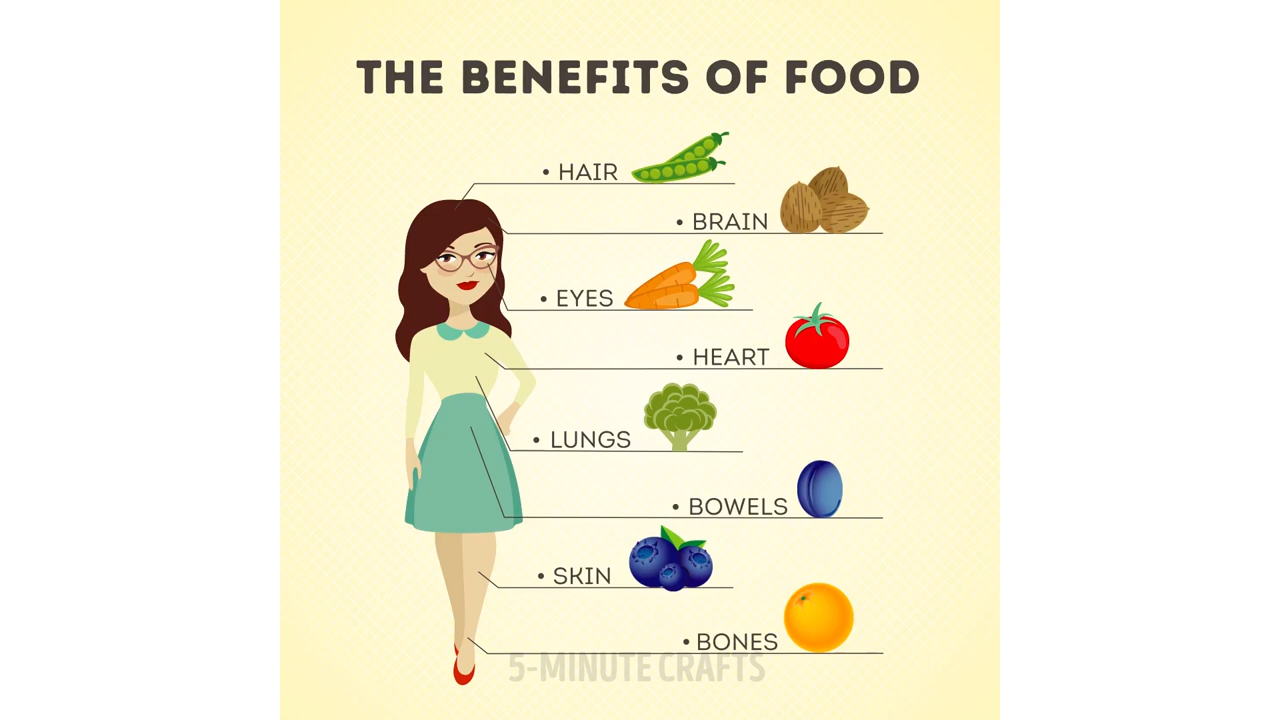 THE BENEFITS OF FOOD
• HAIR
• BRAIN
• EYES
• HEART
• LUNGS
• BOWELS
• SKIN
• BONES
5-MINUTE CRAFTS